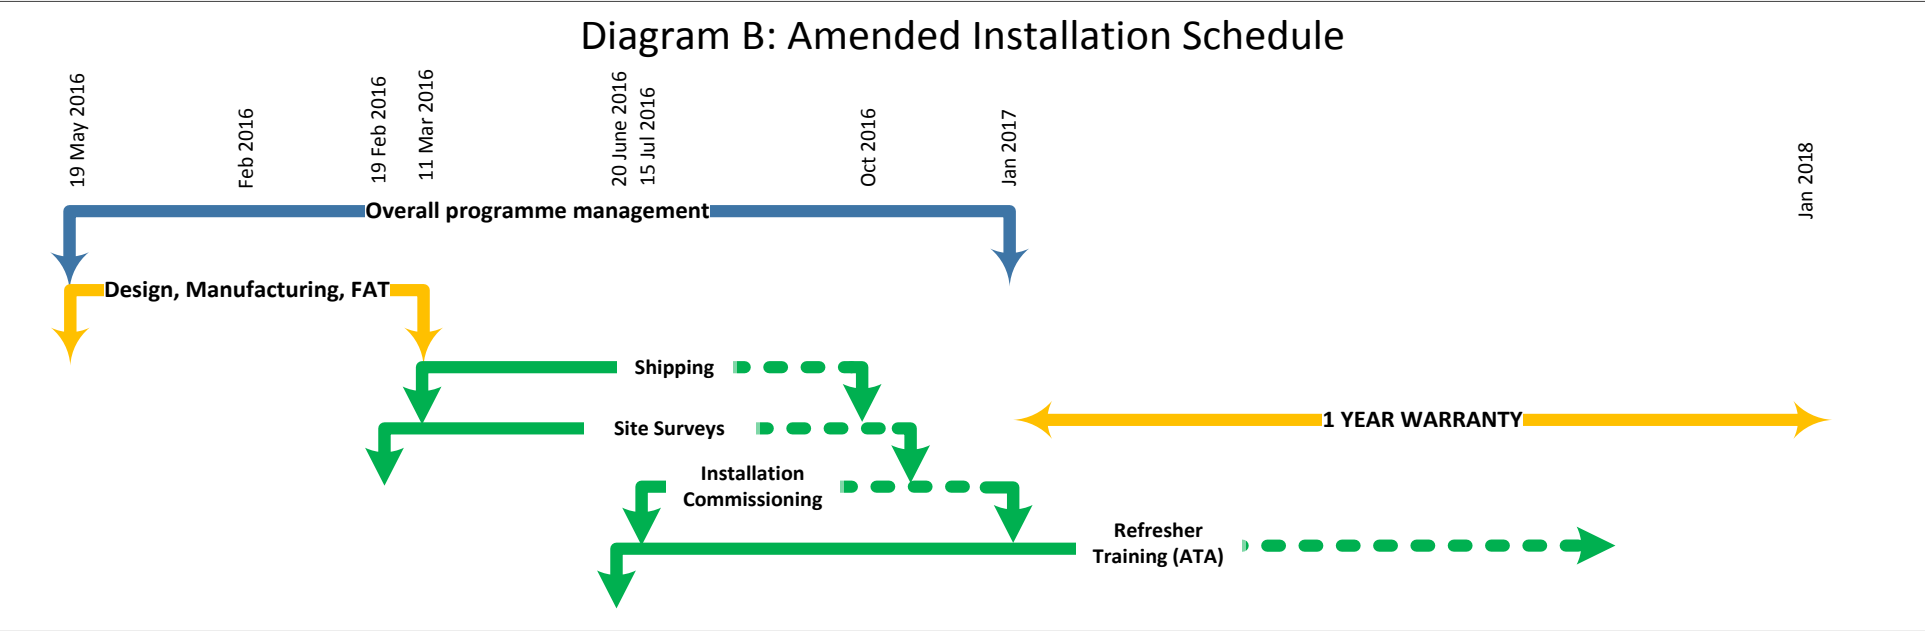 Diagram B: Amended Installation Schedule
19 May 2016
Feb 2016
19 Feb 2016
11 Mar 2016
20 June 2016
15 Jul 2016
Oct 2016
Jan 2017
Jan 2018
Overall programme management
Design, Manufacturing, FAT
Shipping
1 YEAR WARRANTY
Site Surveys
Installation
Commissioning
Refresher
Training (ATA)